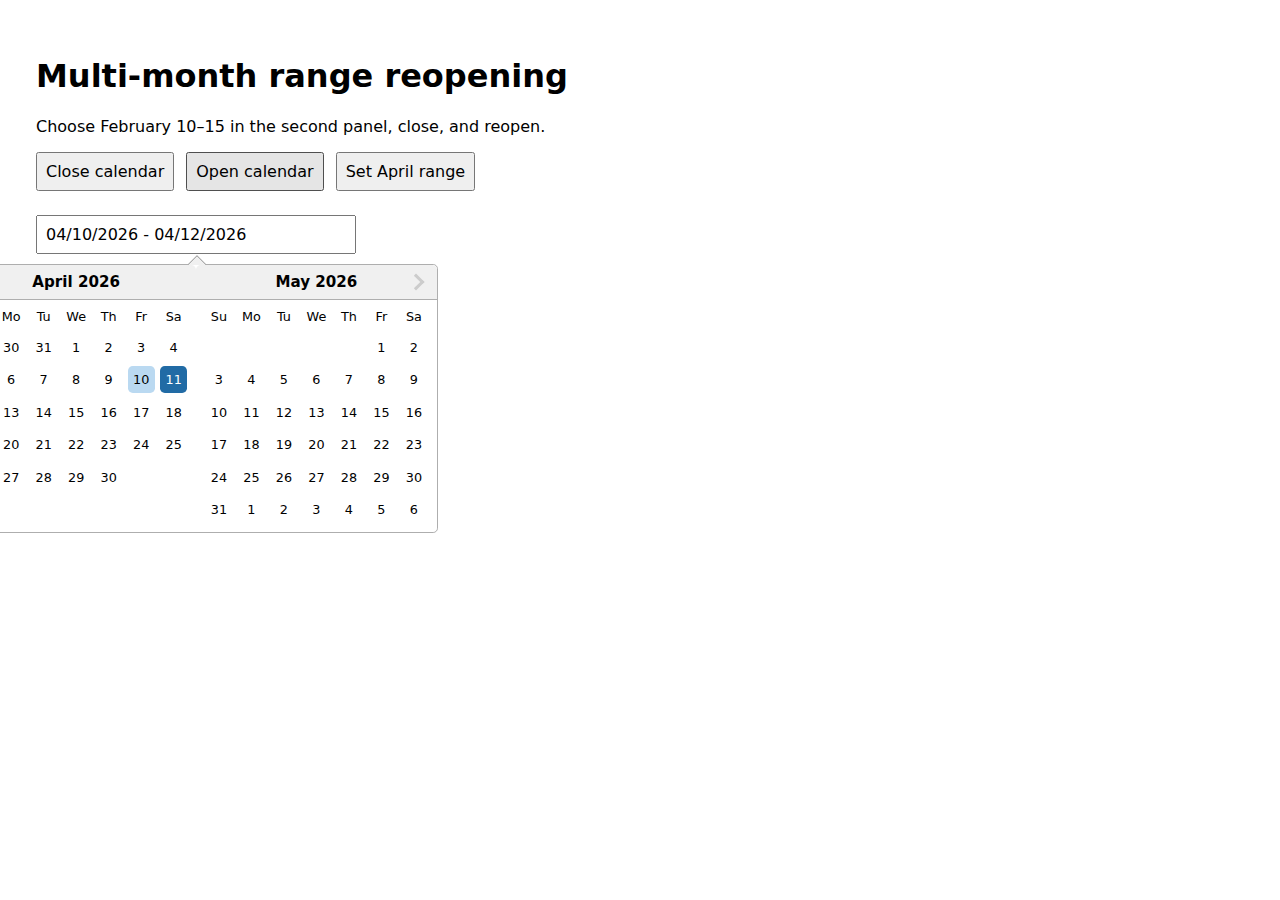 Multi-month range reopening
Choose February 10–15 in the second panel, close, and reopen.
Close calendar Open calendar Set April range
04/10/2026 - 04/12/2026
April 2026 May 2026
Mo Tu We Th Fr Sa Su Mo Tu We Th Fr Sa
30 31 1 2 3 4 1 2
6 7 8 9 10 11 3 4 5 6 7 8 9
13 14 15 16 17 18 10 11 12 13 14 15 16
20 21 22 23 24 25 17 18 19 20 21 22 23
27 28 29 30 24 25 26 27 28 29 30
31 1 2 3 4 5 6